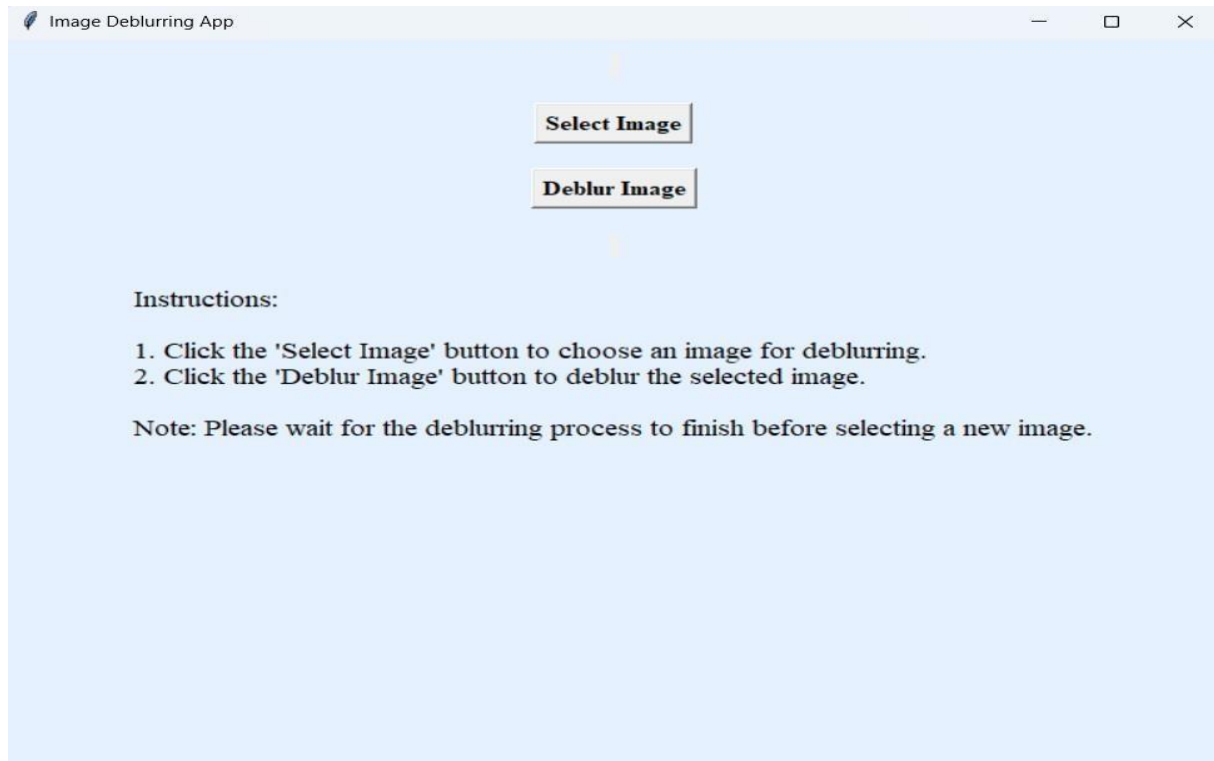 Image Deblurring App
Select Image
Deblur Image
Instructions:
1. Click the 'Select Image' button to choose an image for deblurring.
2. Click the 'Deblur Image' button to deblur the selected image.
Note: Please wait for the deblurring process to finish before selecting a new image.